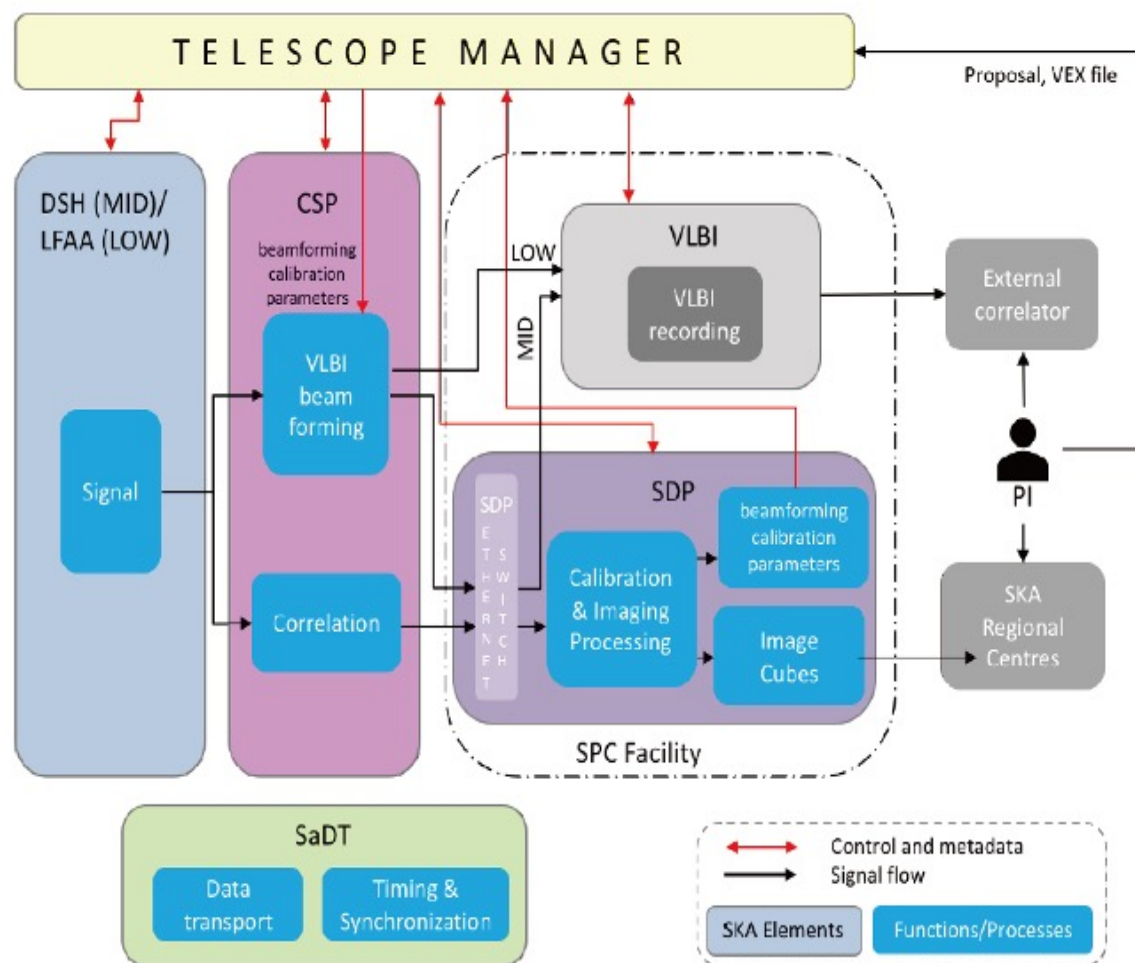 TELESCOPE MANAGER
Proposal, VEX file
DSH (MID)/
LFAA (LOW)
Signal
CSP
beamforming
calibration
parameters
VLBI
beam
forming
Correlation
LOW
MID
VLBI
VLBI
recording
SDP
SDP
ETHERNET
SWITCH
Calibration
& Imaging
Processing
beamforming
calibration
parameters
Image
Cubes
SPC Facility
External
correlator
PI
SKA
Regional
Centres
SaDT
Data
transport
Timing &
Synchronization
Control and metadata
Signal flow
SKA Elements
Functions/Processes